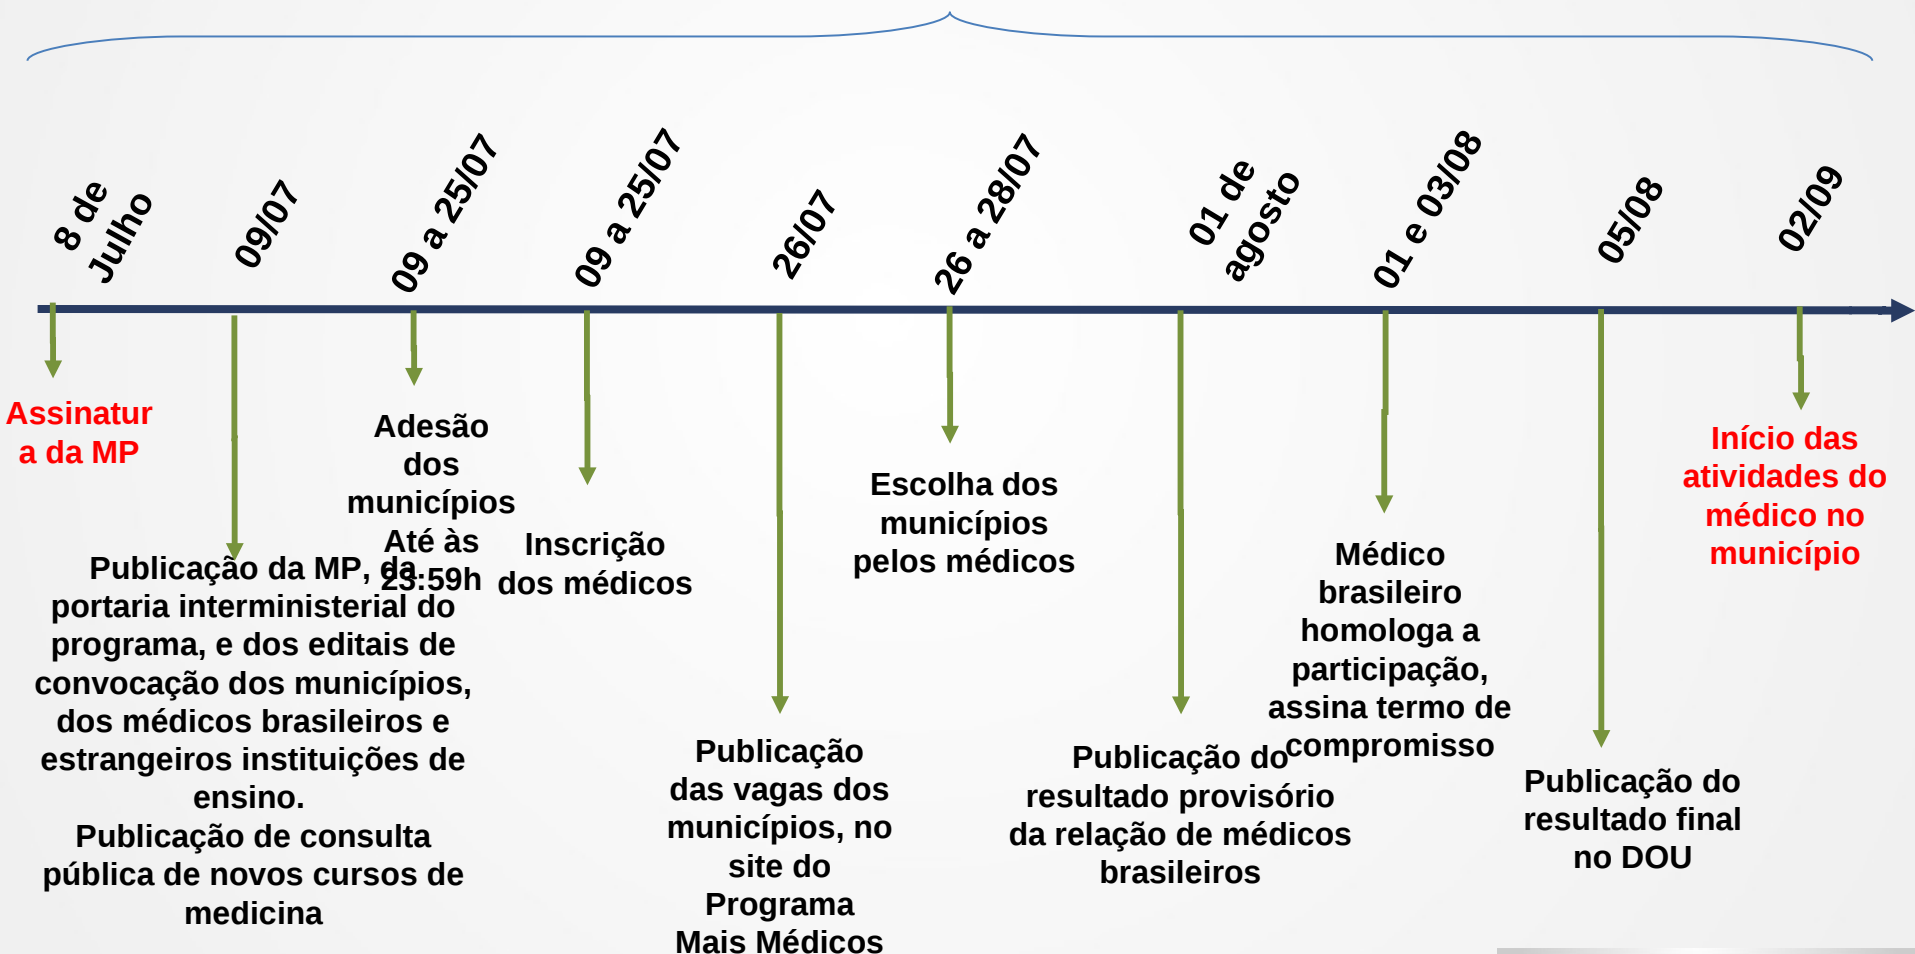 8 de
Julho
09/07
09 a 25/07
09 a 25/07
26/07
26 a 28/07
01 de
agosto
01 e 03/08
05/08
02/09
Assinatur
a da MP
Publicação da MP, da
portaria interministerial do
programa, e dos editais de
convocação dos municípios,
dos médicos brasileiros e
estrangeiros instituições de
ensino.
Publicação de consulta
pública de novos cursos de
medicina
Adesão
dos
municípios
Até às
23:59h
Inscrição
dos médicos
Publicação
das vagas dos
municípios, no
site do
Programa
Mais Médicos
Escolha dos
municípios
pelos médicos
Publicação do
resultado provisório
da relação de médicos
brasileiros
Médico
brasileiro
homologa a
participação,
assina termo de
compromisso
Publicação do
resultado final
no DOU
Início das
atividades do
médico no
município